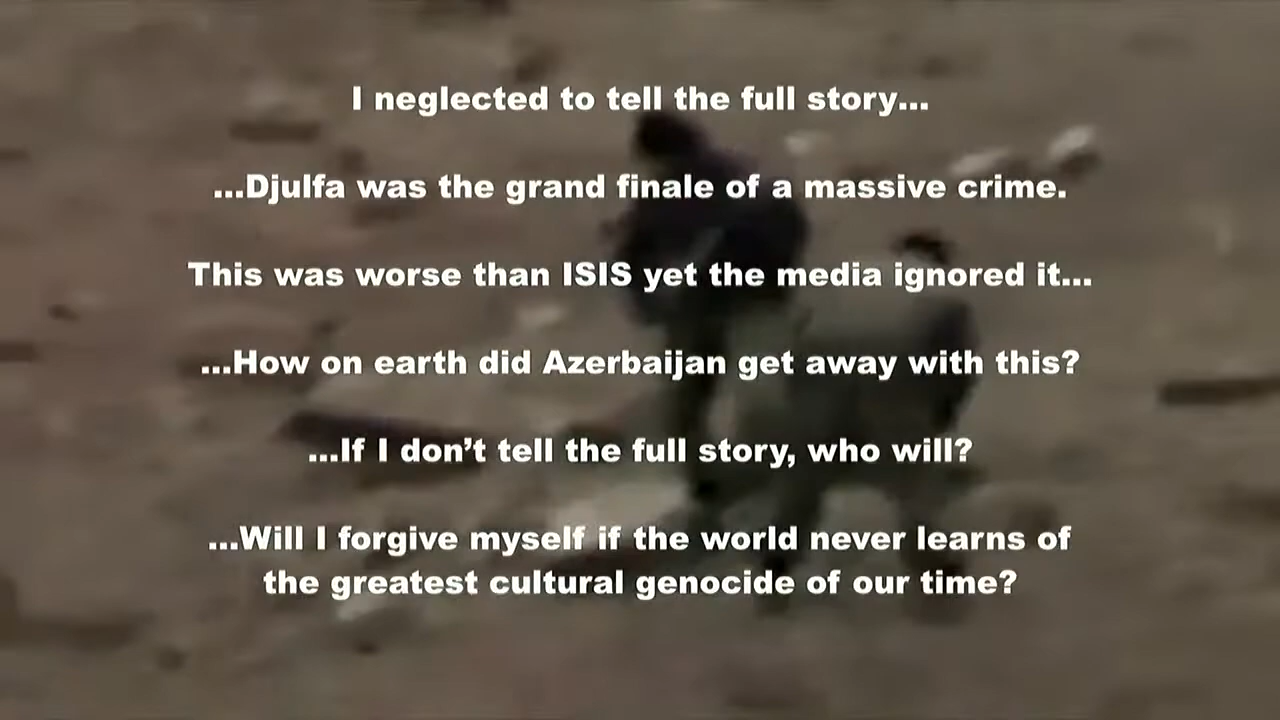 I neglected to tell the full story...
...Djulfa was the grand finale of a massive crime.
This was worse than ISIS yet the media ignored it...
...How on earth did Azerbaijan get away with this?
...If I don’t tell the full story, who will?
...Will I forgive myself if the world never learns of
the greatest cultural genocide of our time?